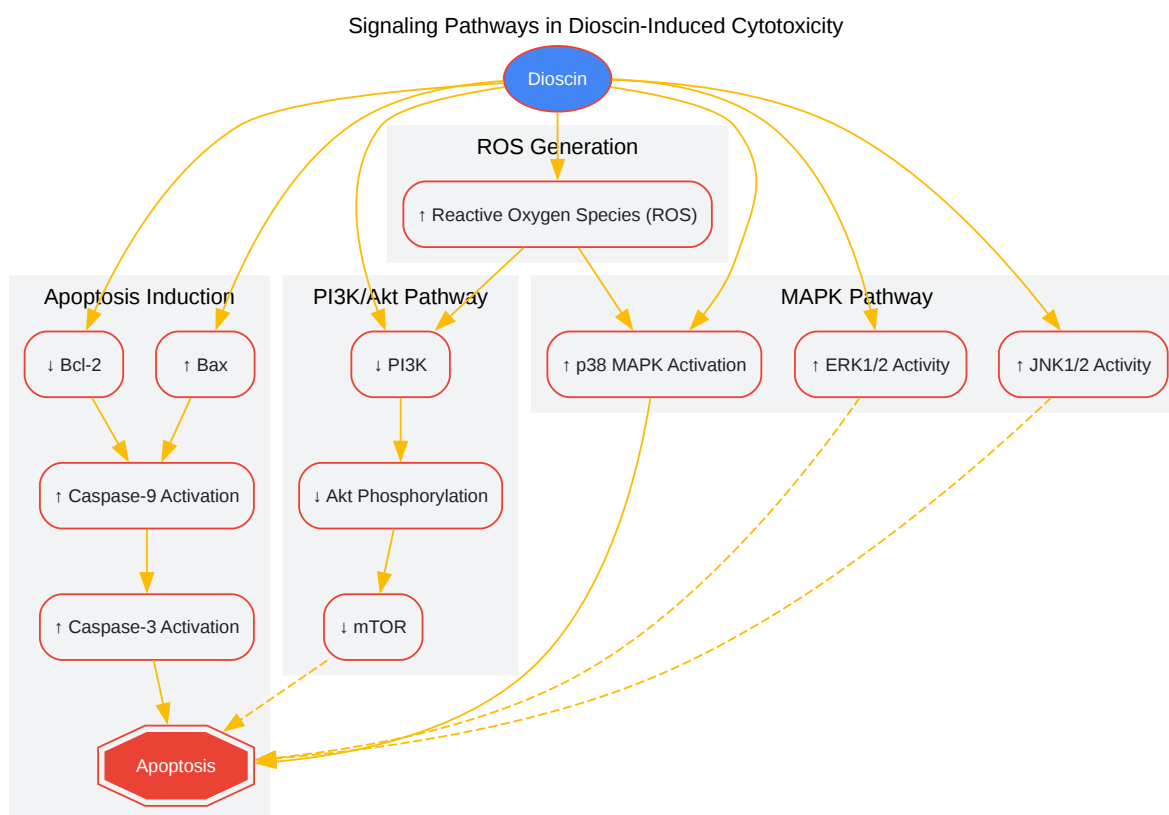 Signaling Pathways in Dioscin-Induced Cytotoxicity
Dioscin
ROS Generation
↑ Reactive Oxygen Species (ROS)
Apoptosis Induction
PI3K/Akt Pathway
MAPK Pathway
↓ Bcl-2
↑ Bax
↓ PI3K
↑ p38 MAPK Activation
↑ ERK1/2 Activity
↑ JNK1/2 Activity
↑ Caspase-9 Activation
↓ Akt Phosphorylation
↑ Caspase-3 Activation
↓ mTOR
Apoptosis